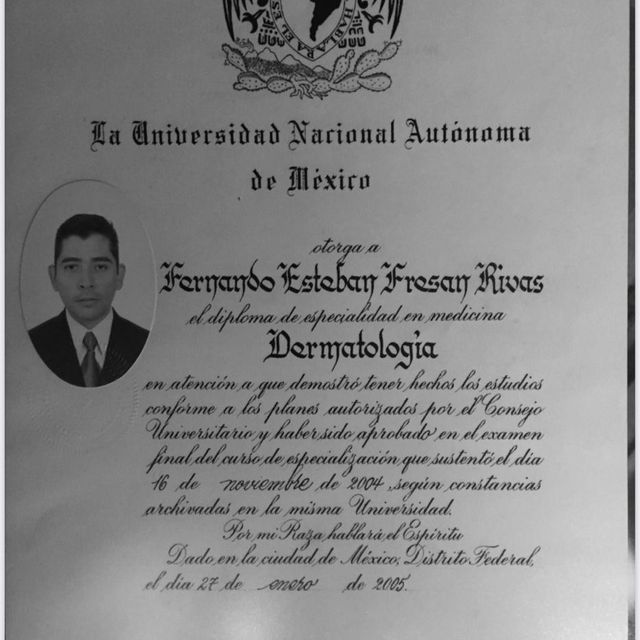 HABLARA EL ES
La Universidad Nacional Autónoma
de México
otorga a
Fernando Esteban Fresan Rivas
el diploma de especialidad en medicina
Dermatología
en atención a que demostró tener hechos los estudios
conforme a los planes autorizados por el Consejo
Universitario y haber sido aprobado en el examen
final del curso de especialización que sustentó el día
16 de noviembre de 2004, según constancias
archivadas en la misma Universidad.
Por mi Raza hablará el Espíritu
Dado en la ciudad de México, Distrito Federal,
el día 27 de enero de 2005.